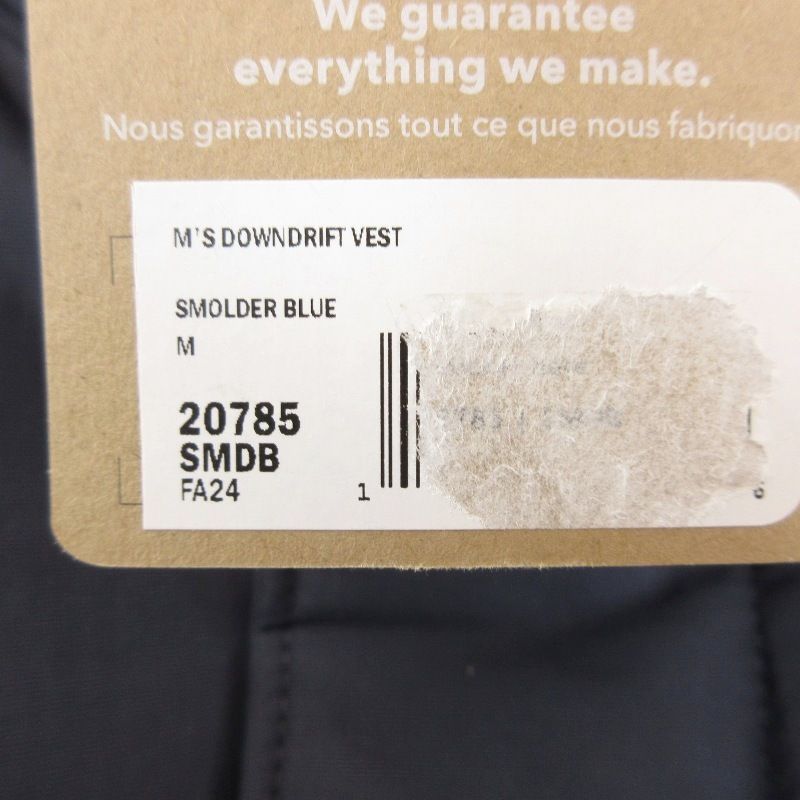 We guarantee
everything we make.
Nous garantissons tout ce que nous fabriquon
M'S DOWNDRIFT VEST
SMOLDER BLUE
M
20785
SMDB
FA24
1